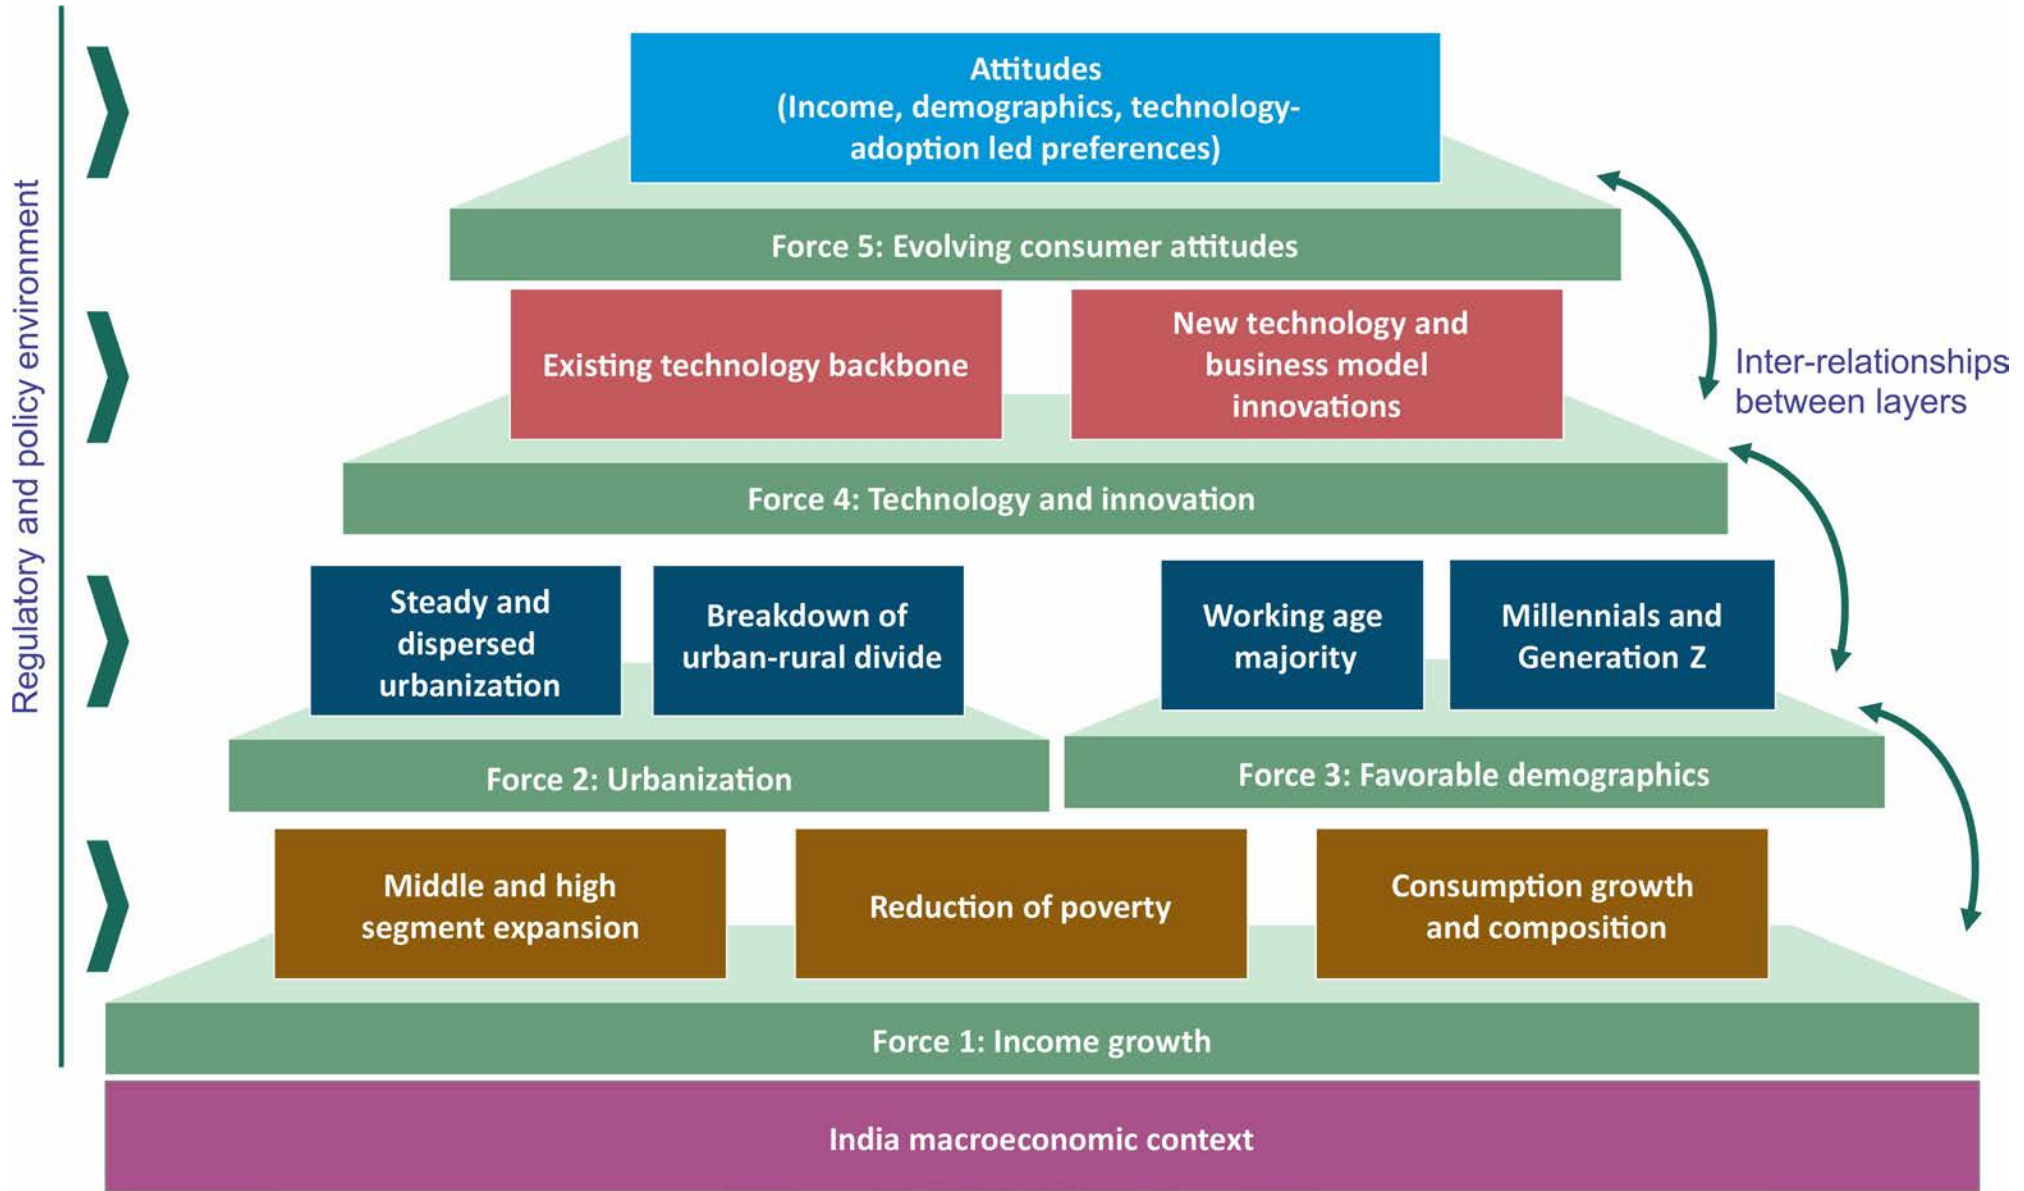 Regulatory and policy environment
Attitudes
(Income, demographics, technology-
adoption led preferences)
Force 5: Evolving consumer attitudes
Existing technology backbone
New technology and
business model
innovations
Inter-relationships
between layers
Force 4: Technology and innovation
Steady and
dispersed
urbanization
Breakdown of
urban-rural divide
Working age
majority
Millennials and
Generation Z
Force 2: Urbanization
Force 3: Favorable demographics
Middle and high
segment expansion
Reduction of poverty
Consumption growth
and composition
Force 1: Income growth
India macroeconomic context